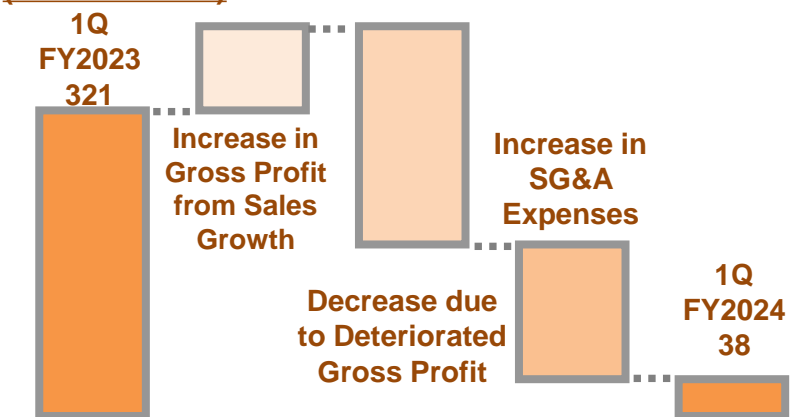 1Q
FY2023
321
Increase in
Gross Profit
from Sales
Growth
Increase in
SG&A
Expenses
Decrease due
to Deteriorated
Gross Profit
1Q
FY2024
38